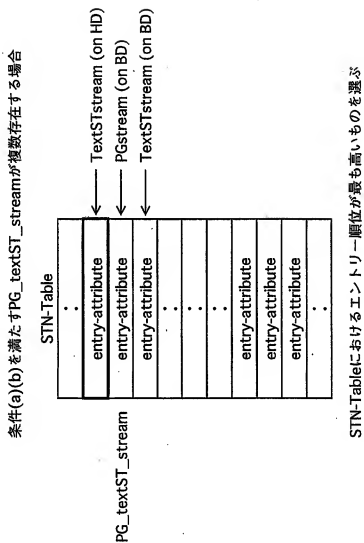 条件(a)(b)を満たすPG_textST_streamが複数存在する場合
STN-Table
:
entry-attribute ← TextSTstream (on HD)
PG_textST_stream entry-attribute ← PGstream (on BD)
entry-attribute ← TextSTstream (on BD)
:
:
:
entry-attribute
entry-attribute
entry-attribute
:
STN-Tableにおけるエントリー順位が最も高いものを選ぶ